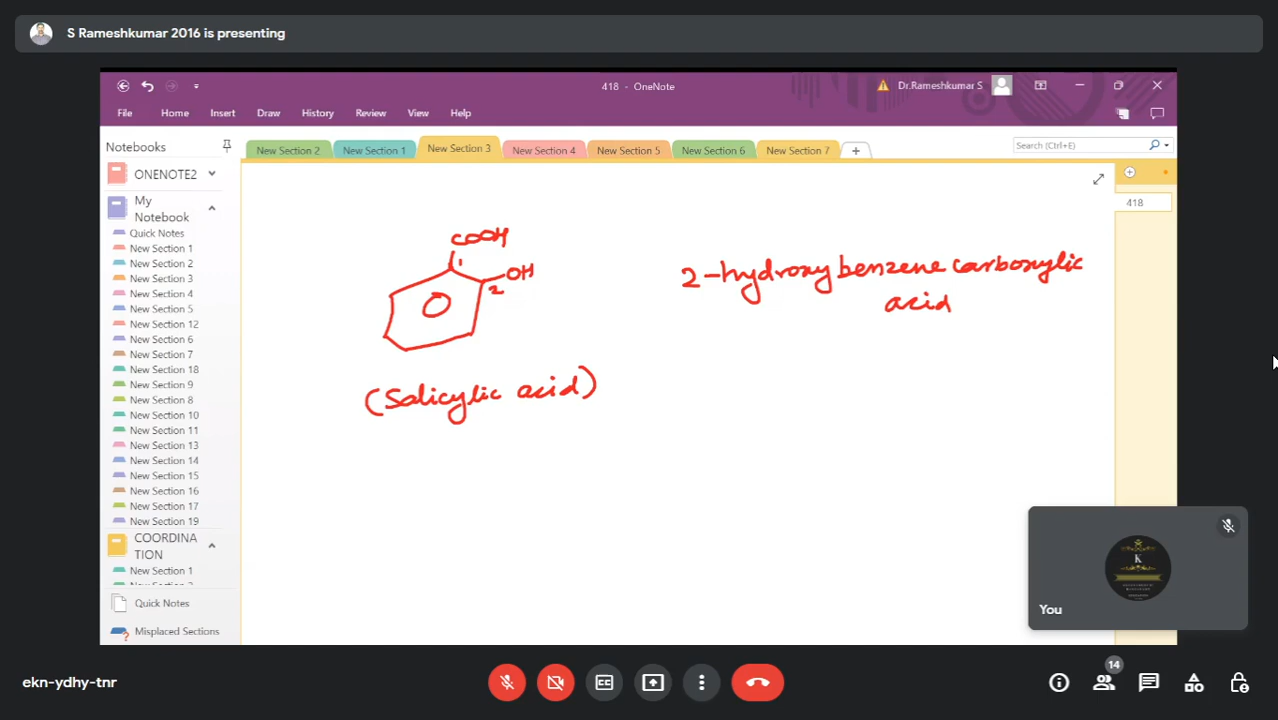 S Rameshkumar 2016 is presenting
418 - OneNote
Dr.Rameshkumar S
File Home Insert Draw History Review View Help
Notebooks
New Section 2 New Section 1 New Section 3 New Section 4 New Section 5 New Section 6 New Section 7 +
Search (Ctrl+E)
ONENOTE2
My
Notebook
Quick Notes
New Section 1
New Section 2
New Section 3
New Section 4
New Section 5
New Section 12
New Section 6
New Section 7
New Section 18
New Section 9
New Section 8
New Section 10
New Section 11
New Section 13
New Section 14
New Section 15
New Section 16
New Section 17
New Section 19
COORDINA
TION
New Section 1
Quick Notes
Misplaced Sections
418
COOH
1
OH
2
(Salicylic acid)
2-hydroxybenzene carboxylic
acid
K
You
ekn-ydhy-tnr
CC
14